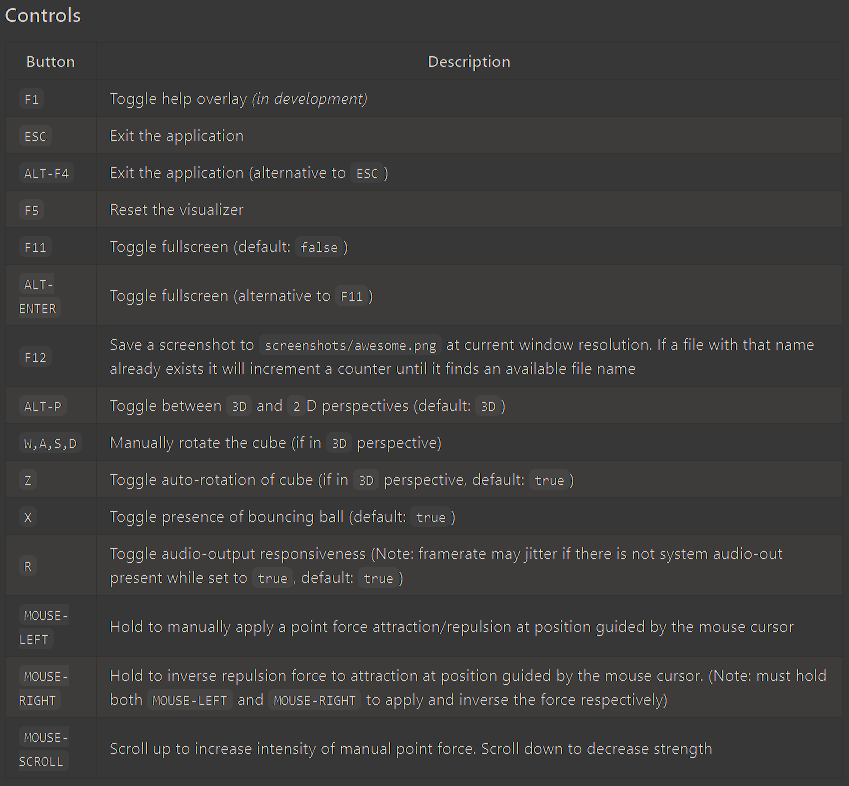 Controls
Button Description
F1 Toggle help overlay (in development)
ESC Exit the application
ALT-F4 Exit the application (alternative to ESC )
F5 Reset the visualizer
F11 Toggle fullscreen (default: false )
ALT-
ENTER
Toggle fullscreen (alternative to F11 )
F12
Save a screenshot to screenshots/awesome.png at current window resolution. If a file with that name
already exists it will increment a counter until it finds an available file name
ALT-P Toggle between 3D and 2 D perspectives (default: 3D )
W,A,S,D Manually rotate the cube (if in 3D perspective)
Z Toggle auto-rotation of cube (if in 3D perspective, default: true )
X Toggle presence of bouncing ball (default: true )
R
Toggle audio-output responsiveness (Note: framerate may jitter if there is not system audio-out
present while set to true , default: true )
MOUSE-
LEFT
Hold to manually apply a point force attraction/repulsion at position guided by the mouse cursor
MOUSE-
RIGHT
Hold to inverse repulsion force to attraction at position guided by the mouse cursor. (Note: must hold
both MOUSE-LEFT and MOUSE-RIGHT to apply and inverse the force respectively)
MOUSE-
SCROLL
Scroll up to increase intensity of manual point force. Scroll down to decrease strength